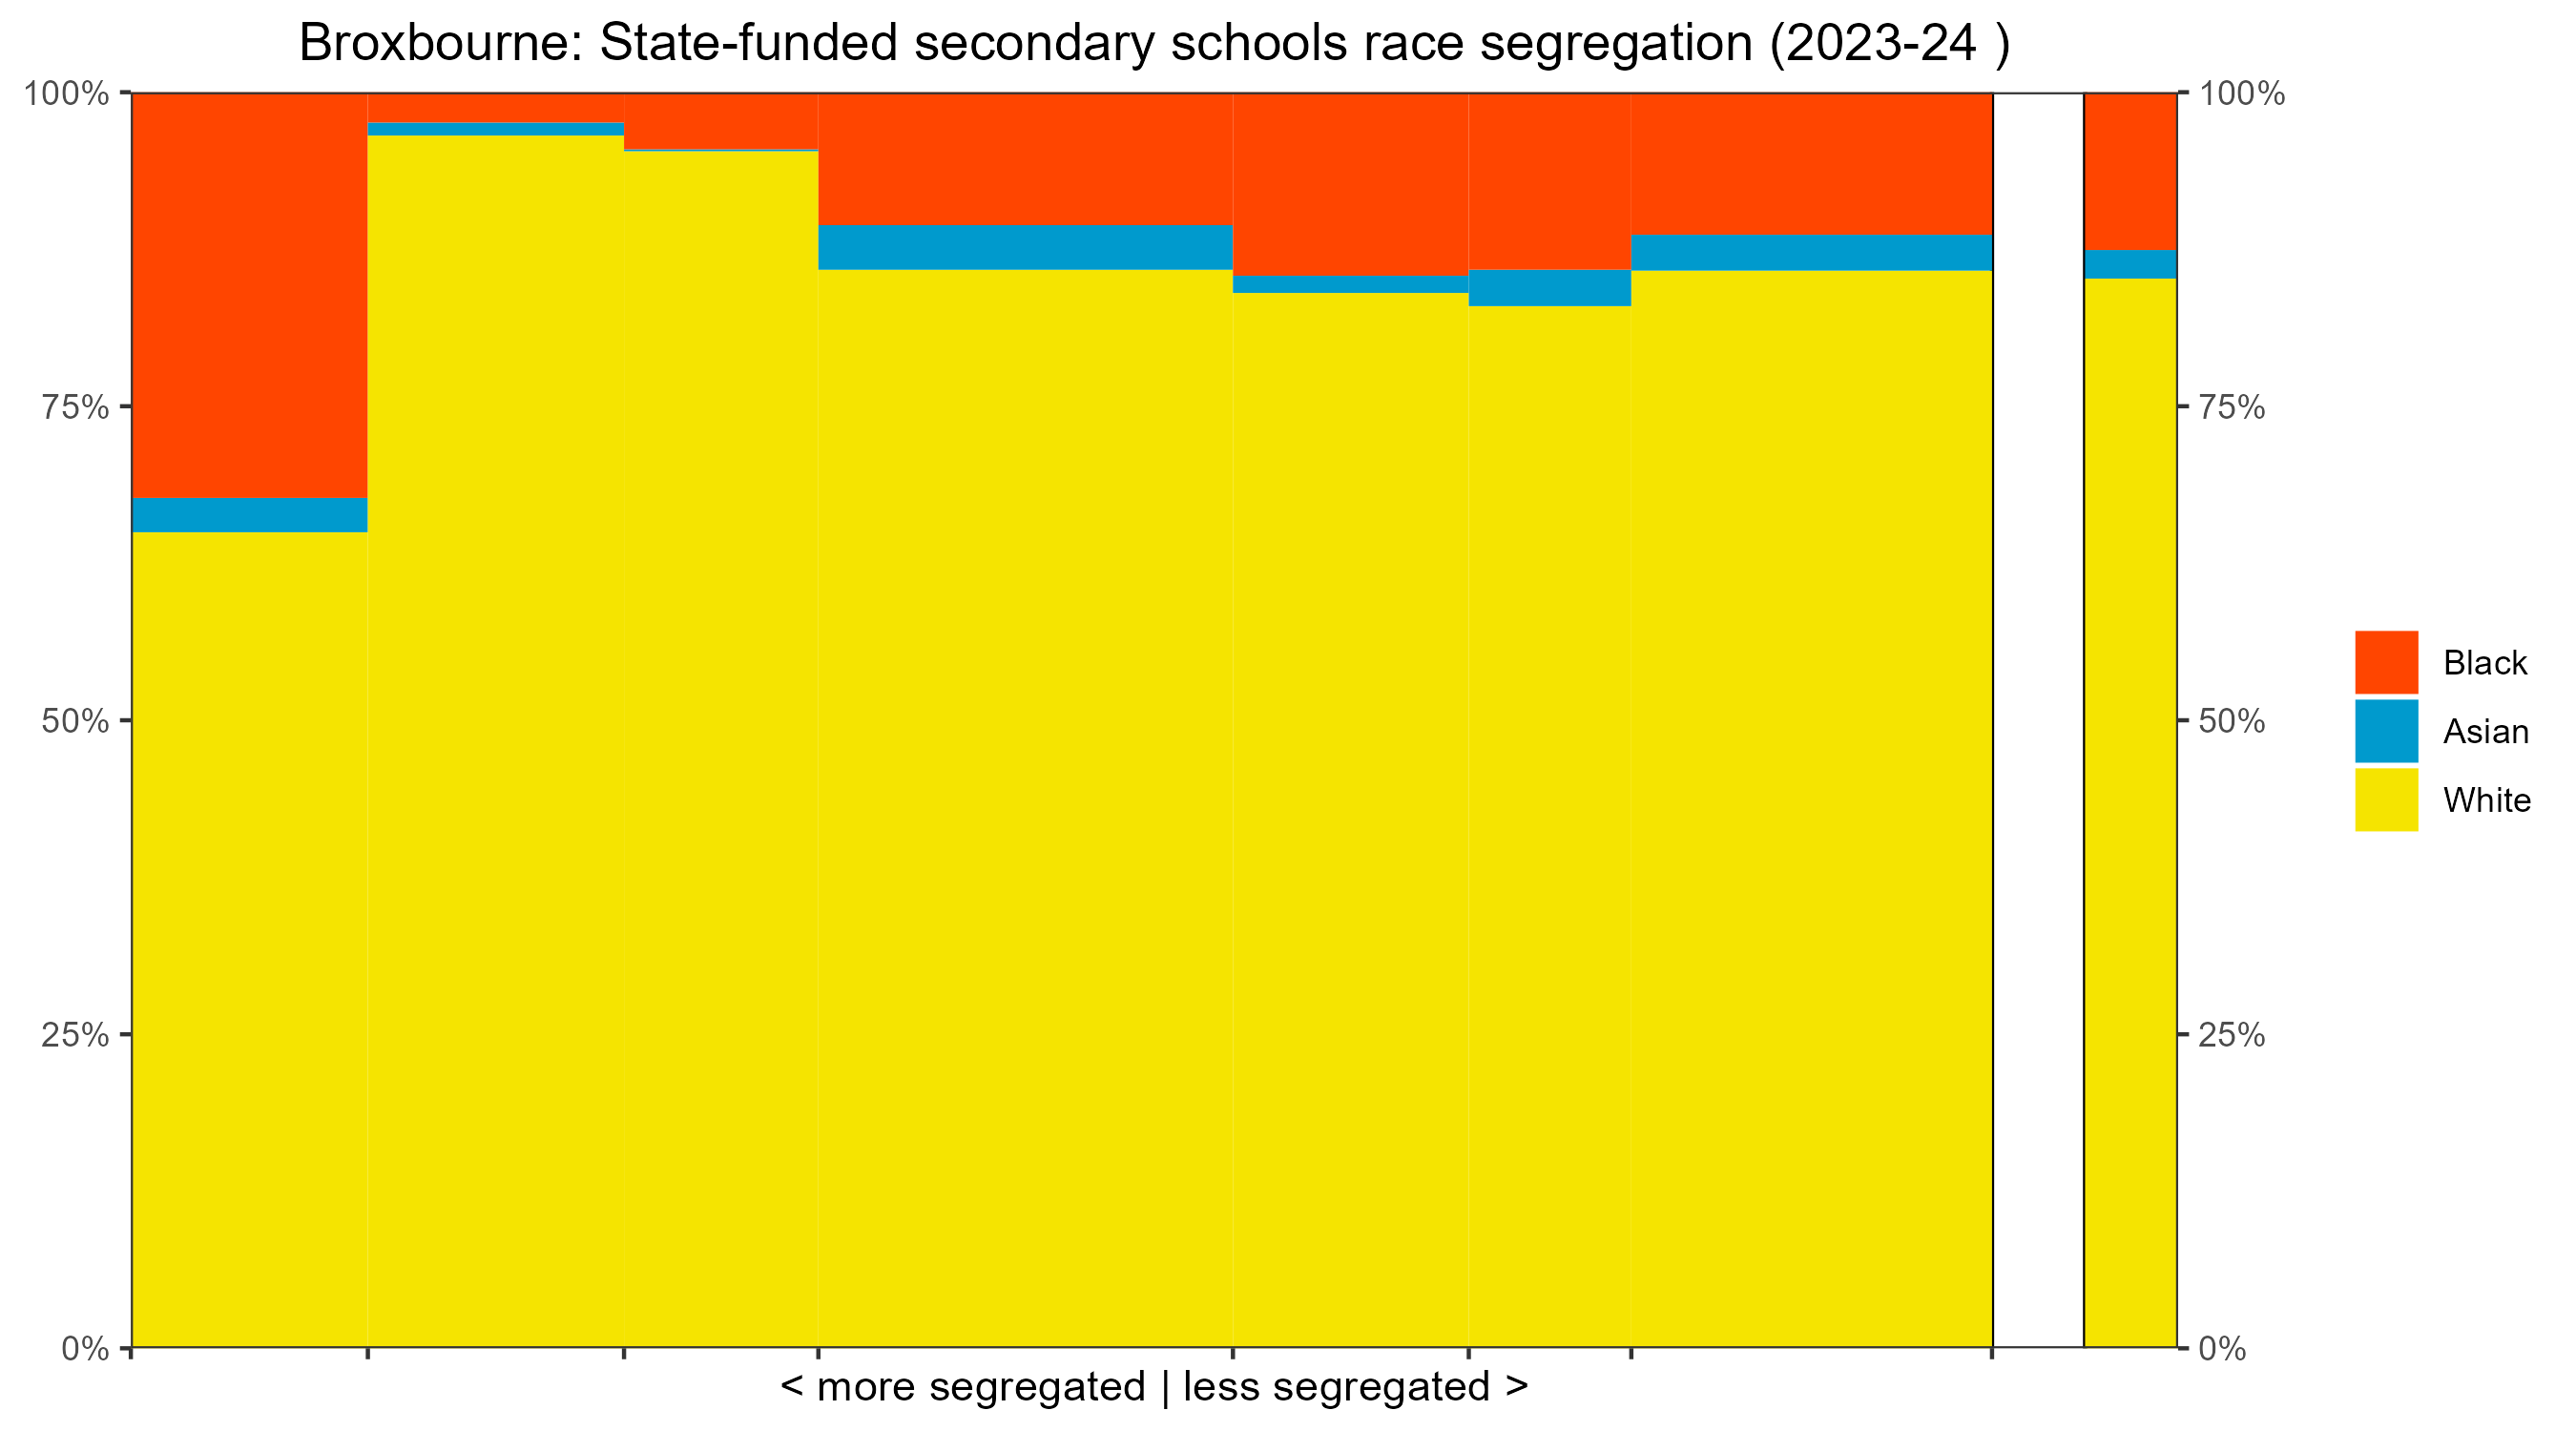 Broxbourne: State-funded secondary schools race segregation (2023-24 )
100%
75%
50%
25%
0%
100%
75%
50%
25%
0%
Black
Asian
White
< more segregated | less segregated >